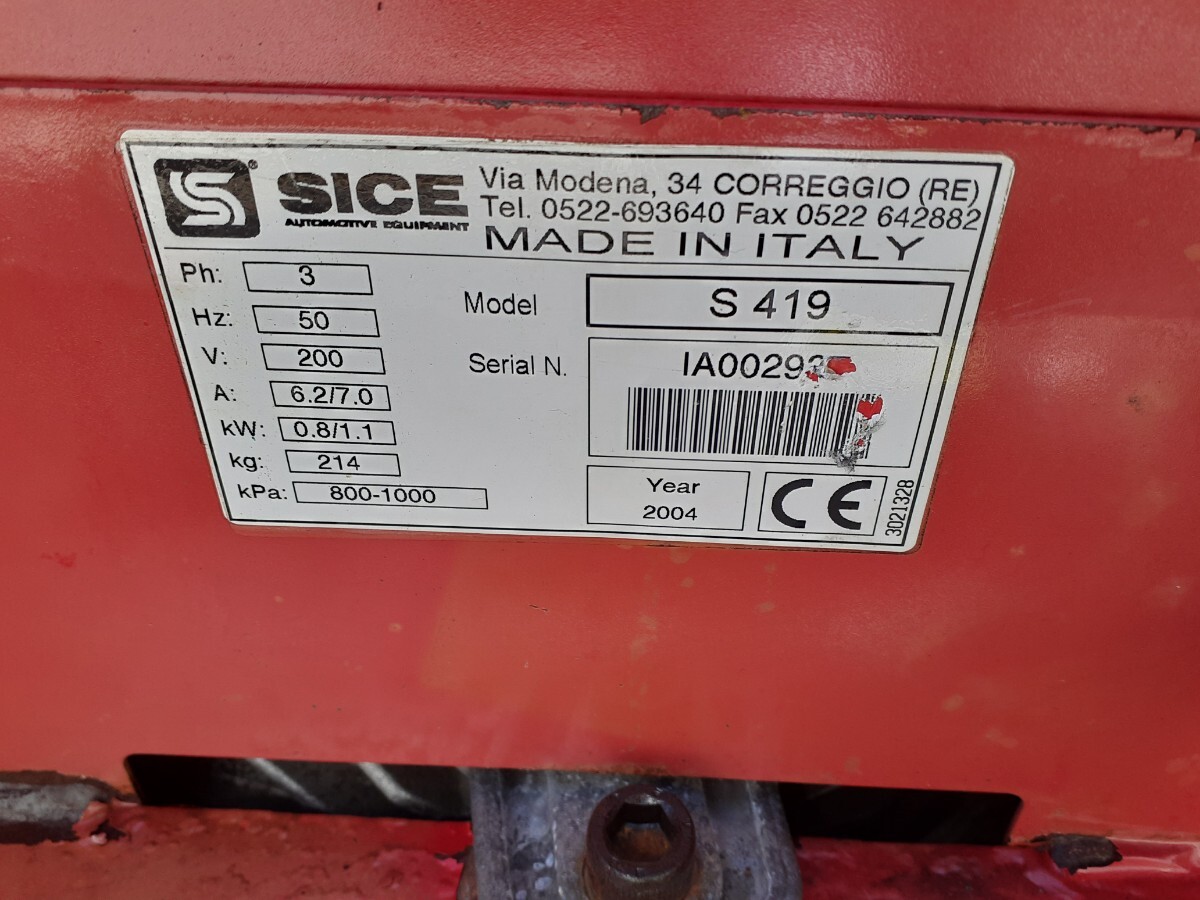 S®
SICE
AUTOMOTIVE EQUIPMENT
Via Modena, 34 CORREGGIO (RE)
Tel. 0522-693640 Fax 0522 642882
MADE IN ITALY
Ph: 3
Hz: 50
V: 200
A: 6.2/7.0
kW: 0.8/1.1
kg: 214
kPa: 800-1000
Model S 419
Serial N.
Year
2004
CE
3021328